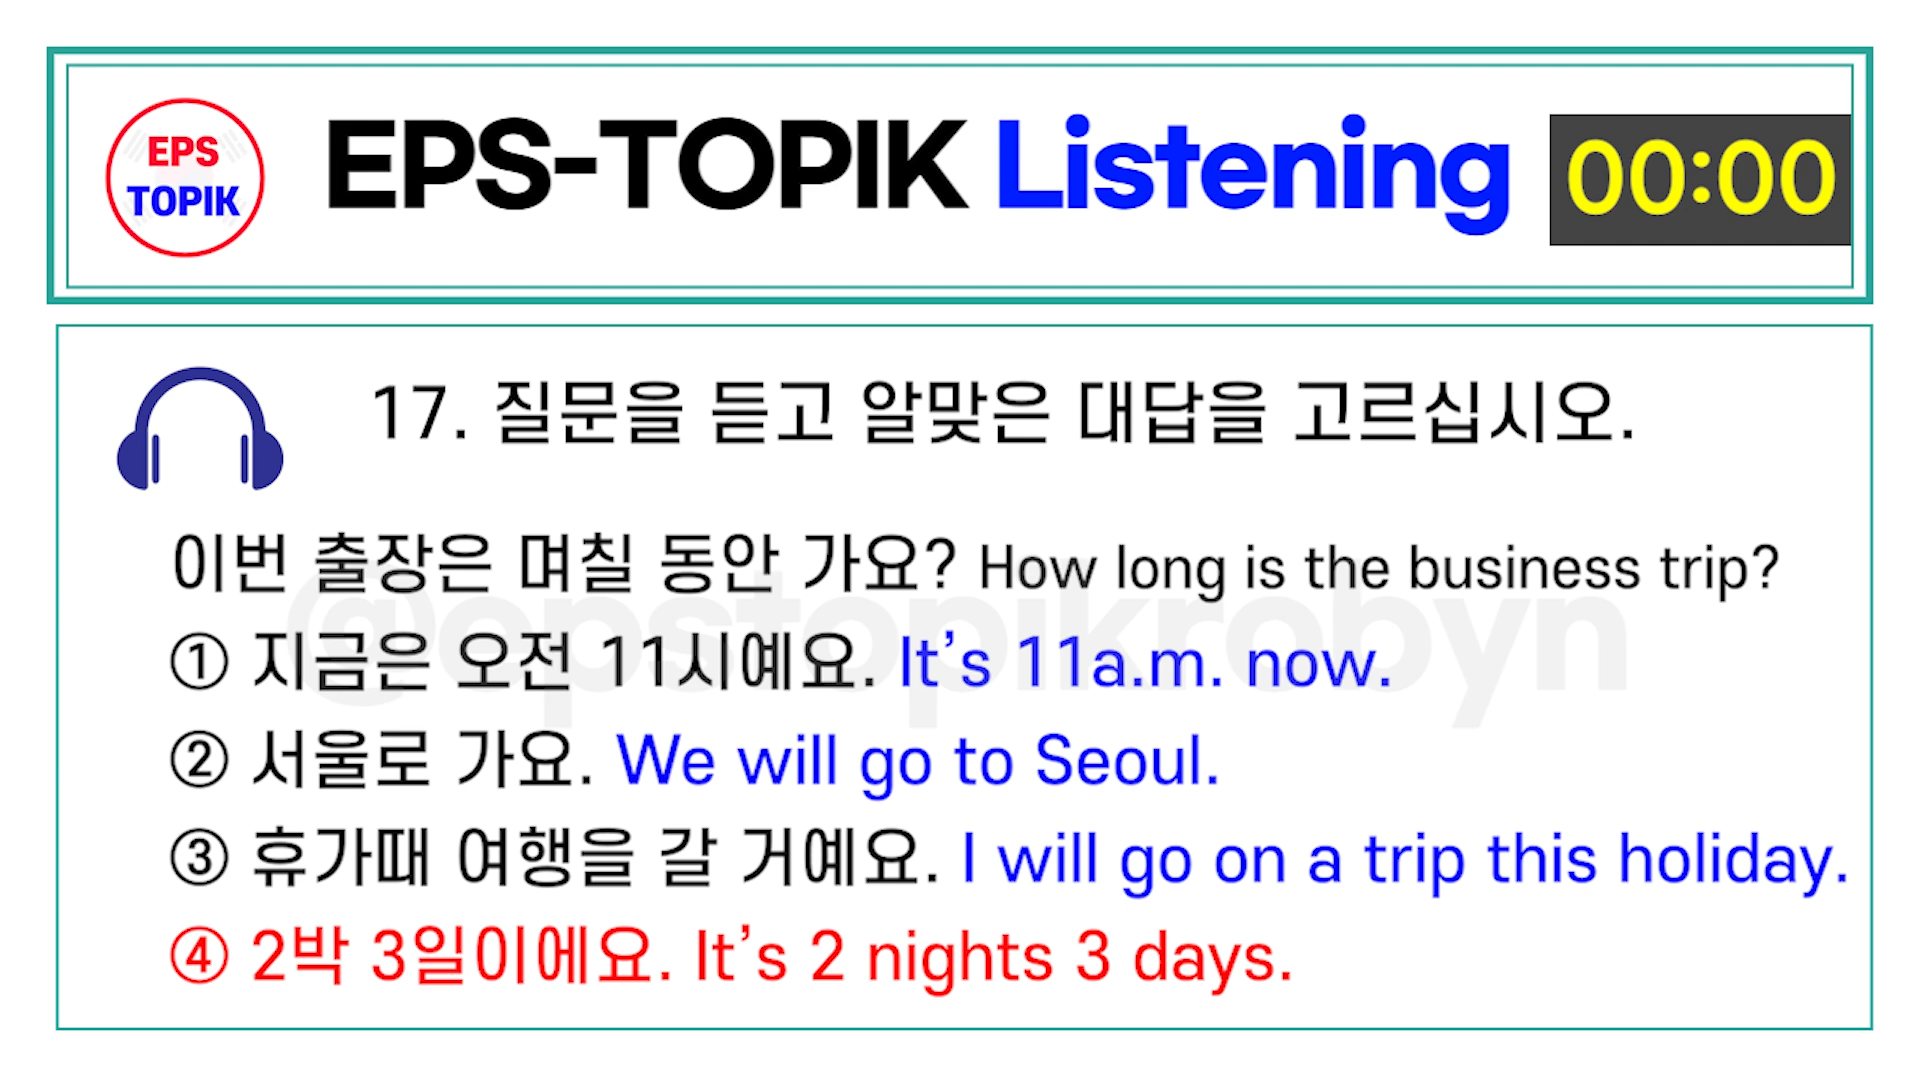 EPS
TOPIK
EPS-TOPIK Listening 00:00
17. 질문을 듣고 알맞은 대답을 고르십시오.
이번 출장은 며칠 동안 가요? How long is the business trip?
@epstopikrobyn
① 지금은 오전 11시예요. It's 11a.m. now.
② 서울로 가요. We will go to Seoul.
③ 휴가때 여행을 갈 거예요. I will go on a trip this holiday.
④ 2박 3일이에요. It's 2 nights 3 days.